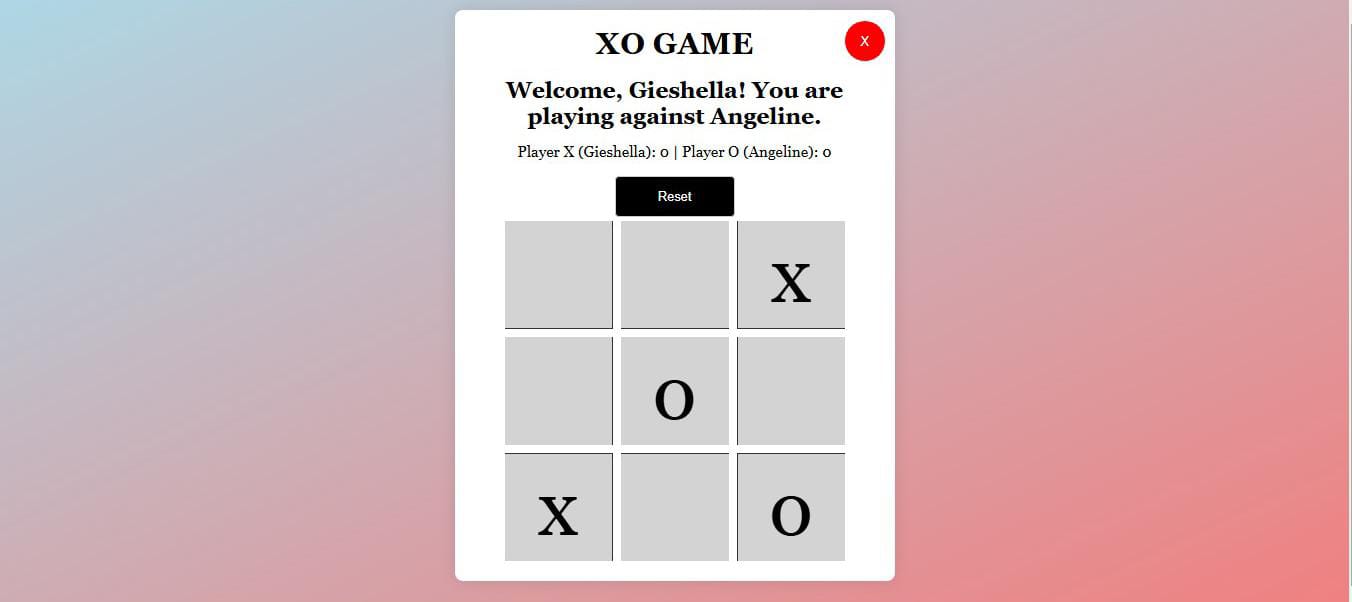 XO GAME
X
Welcome, Gieshella! You are
playing against Angeline.
Player X (Gieshella): 0 | Player O (Angeline): 0
Reset
X
O
X O